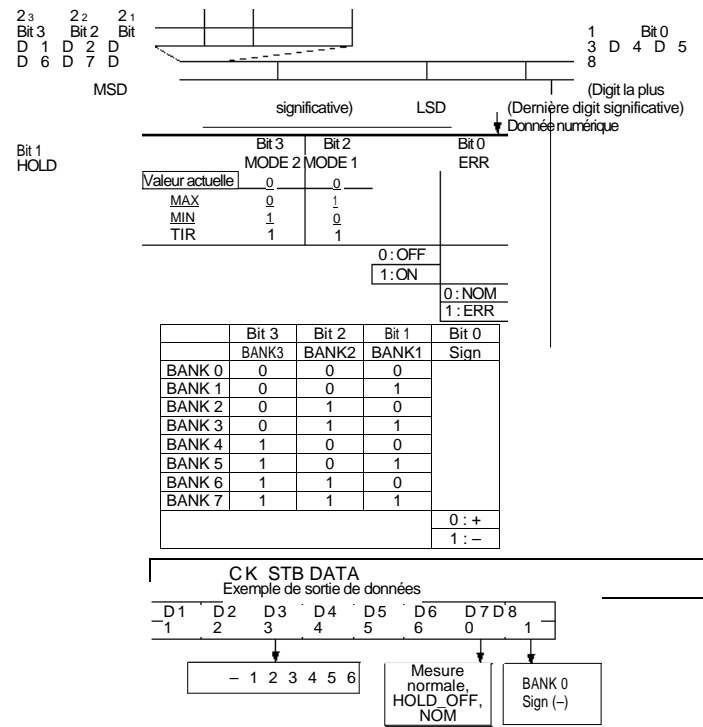 2 3 2 2 2 1
Bit 3 Bit 2 Bit 1 Bit 0
D 1 D 2 D 3 D 4 D 5
D 6 D 7 D 8
MSD (Digit la plus
significative) LSD (Dernière digit significative)
Donnée numérique
Bit 3 Bit 2 Bit 1 Bit 0
MODE 2 MODE 1 HOLD ERR
Valeur actuelle 0 0
MAX 0 1
MIN 1 0
TIR 1 1
0 : OFF
1 : ON
0 : NOM
1 : ERR
Bit 3 Bit 2 Bit 1 Bit 0
BANK3 BANK2 BANK1 Sign
BANK 0 0 0 0
BANK 1 0 0 1
BANK 2 0 1 0
BANK 3 0 1 1
BANK 4 1 0 0
BANK 5 1 0 1
BANK 6 1 1 0
BANK 7 1 1 1
0 : +
1 : –
CK STB DATA
Exemple de sortie de données
D1 D2 D3 D4 D5 D6 D7 D8
1 2 3 4 5 6 0 1
– 1 2 3 4 5 6
Mesure
normale,
HOLD_OFF,
NOM
BANK 0
Sign (–)